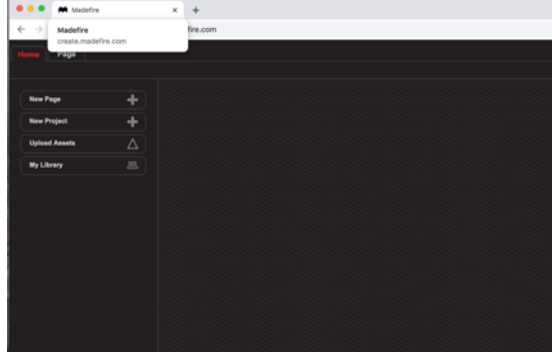 Madefire
Madefire
create.madefire.com
fire.com
Home
Page
New Page
New Project
Upload Assets
My Library